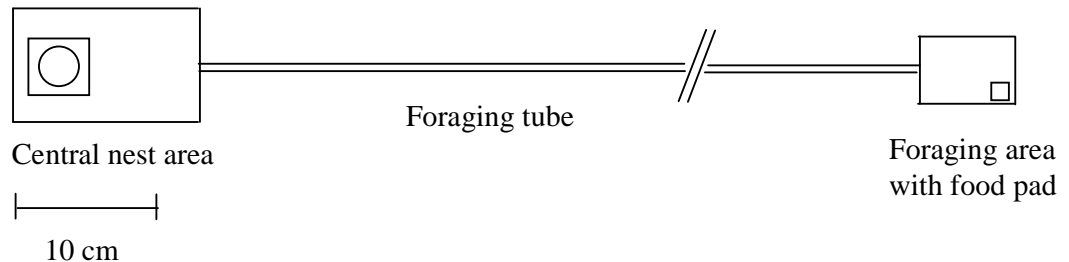 Foraging tube
Central nest area
Foraging area
with food pad
10 cm